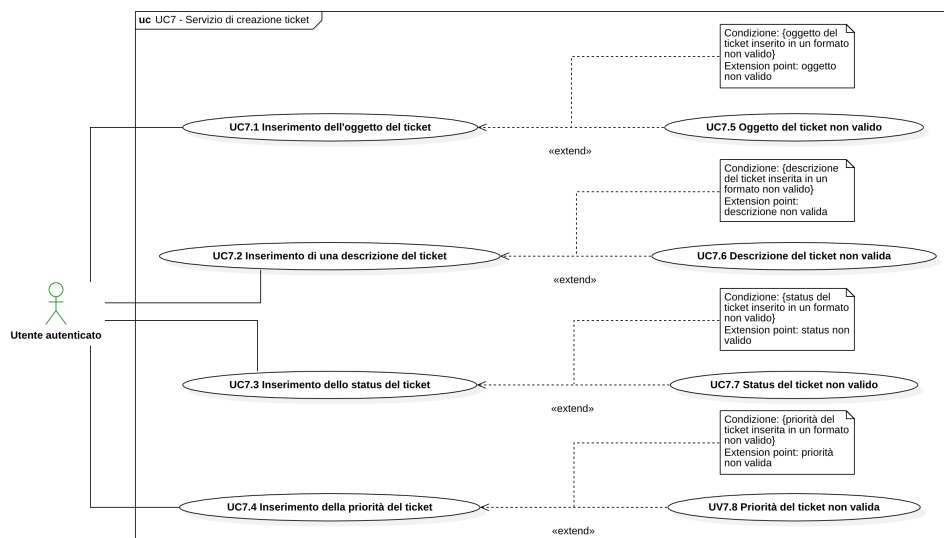 uc UC7 - Servizio di creazione ticket
Condizione: {oggetto del
ticket inserito in un formato
non valido}
Extension point: oggetto
non valido
UC7.1 Inserimento dell'oggetto del ticket
UC7.5 Oggetto del ticket non valido
«extend»
Condizione: {descrizione
del ticket inserita in un
formato non valido}
Extension point:
descrizione non valida
UC7.2 Inserimento di una descrizione del ticket
UC7.6 Descrizione del ticket non valida
«extend»
Utente autenticato
Condizione: {status del
ticket inserito in un formato
non valido}
Extension point: status non
valido
UC7.3 Inserimento dello status del ticket
UC7.7 Status del ticket non valido
«extend»
Condizione: {priorità del
ticket inserita in un formato
non valido}
Extension point: priorità
non valida
UC7.4 Inserimento della priorità del ticket
UV7.8 Priorità del ticket non valida
«extend»